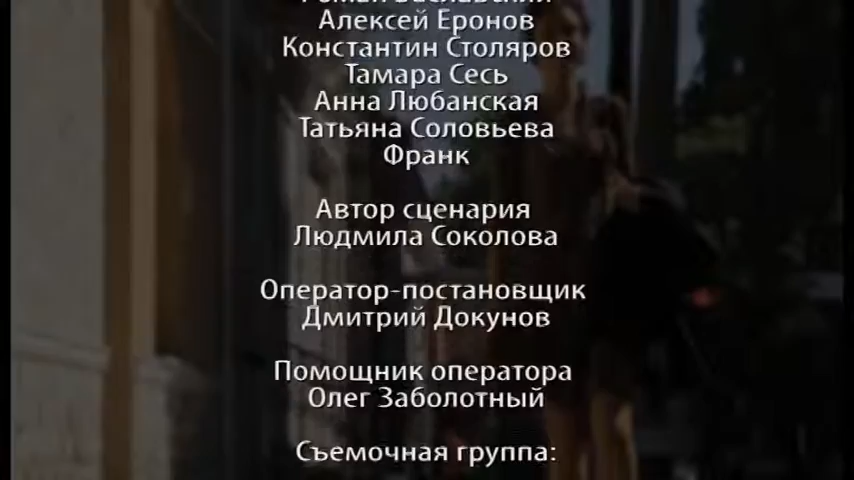 Алексей Еронов
Константин Столяров
Тамара Сесь
Анна Любанская
Татьяна Соловьева
Франк
Автор сценария
Людмила Соколова
Оператор-постановщик
Дмитрий Докунов
Помощник оператора
Олег Заболотный
Съемочная группа: